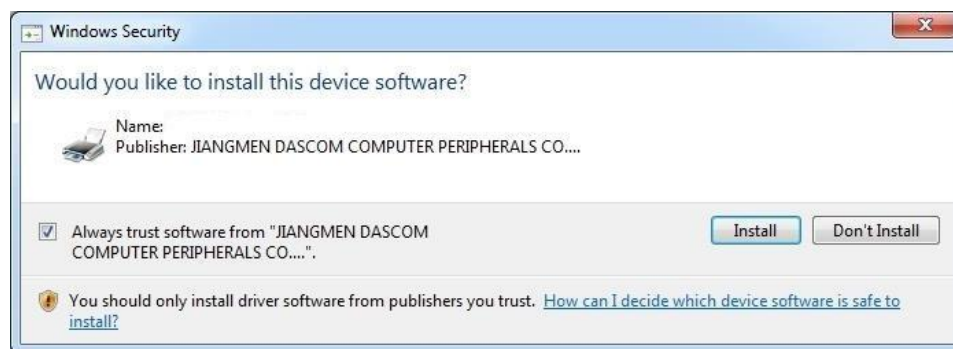 Windows Security
Would you like to install this device software?
Name:
Publisher: JIANGMEN DASCOM COMPUTER PERIPHERALS CO....
Always trust software from "JIANGMEN DASCOM
COMPUTER PERIPHERALS CO....".
Install
Don't Install
You should only install driver software from publishers you trust. How can I decide which device software is safe to
install?